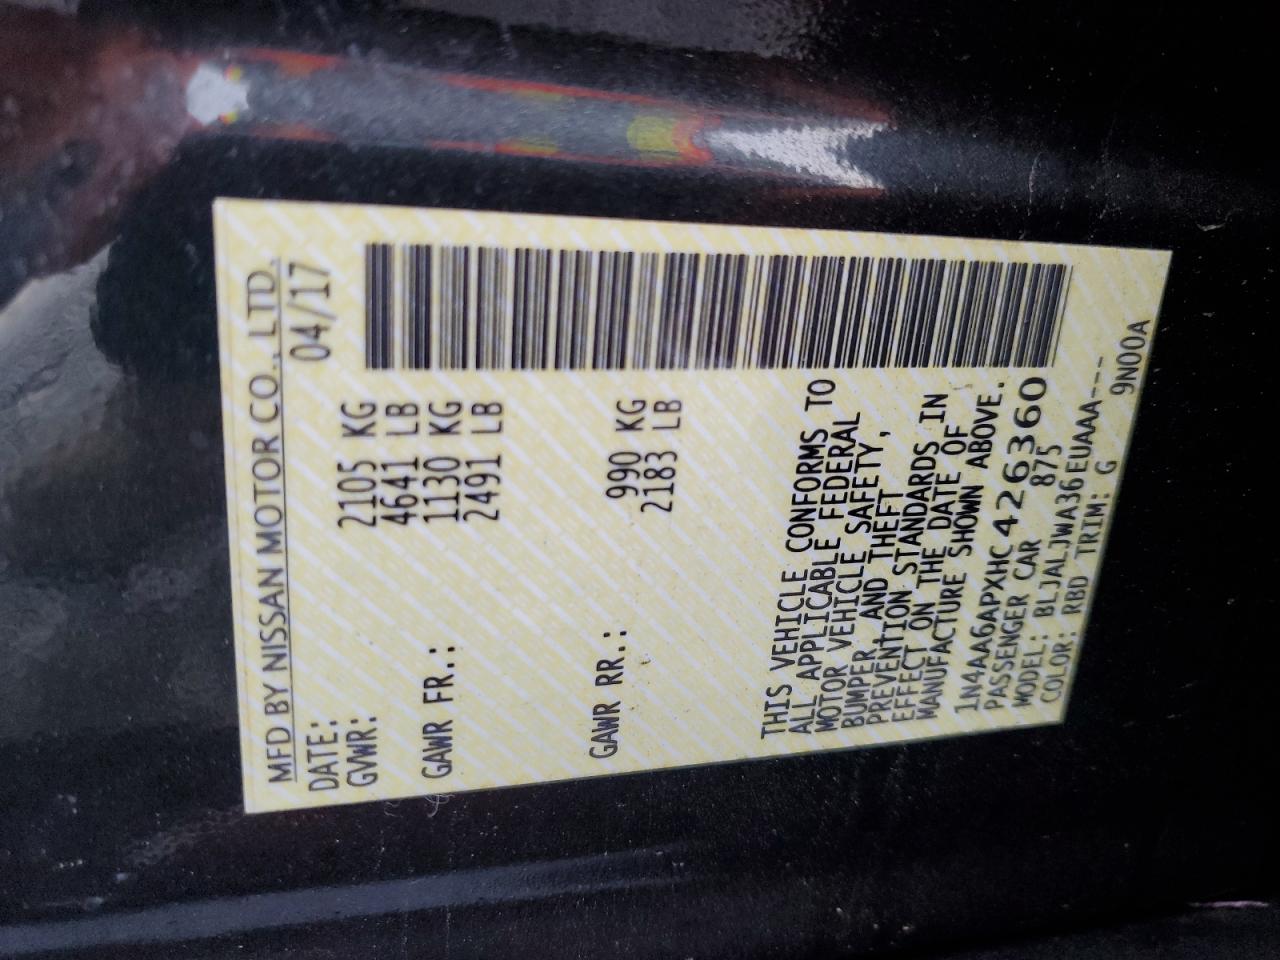 MFD BY NISSAN MOTOR CO., LTD.
DATE: 04/17
GVWR: 2105 KG
4641 LB
GAWR FR.: 1130 KG
2491 LB
GAWR RR.: 990 KG
2183 LB
THIS VEHICLE CONFORMS TO
ALL APPLICABLE FEDERAL
MOTOR VEHICLE SAFETY,
BUMPER, AND THEFT
PREVENTION STANDARDS IN
EFFECT ON THE DATE OF
MANUFACTURE SHOWN ABOVE.
1N4AA6APXHC426360
PASSENGER CAR 875
MODEL: BLJALJWA36EUAAA---
COLOR: RBD TRIM: G 9N00A